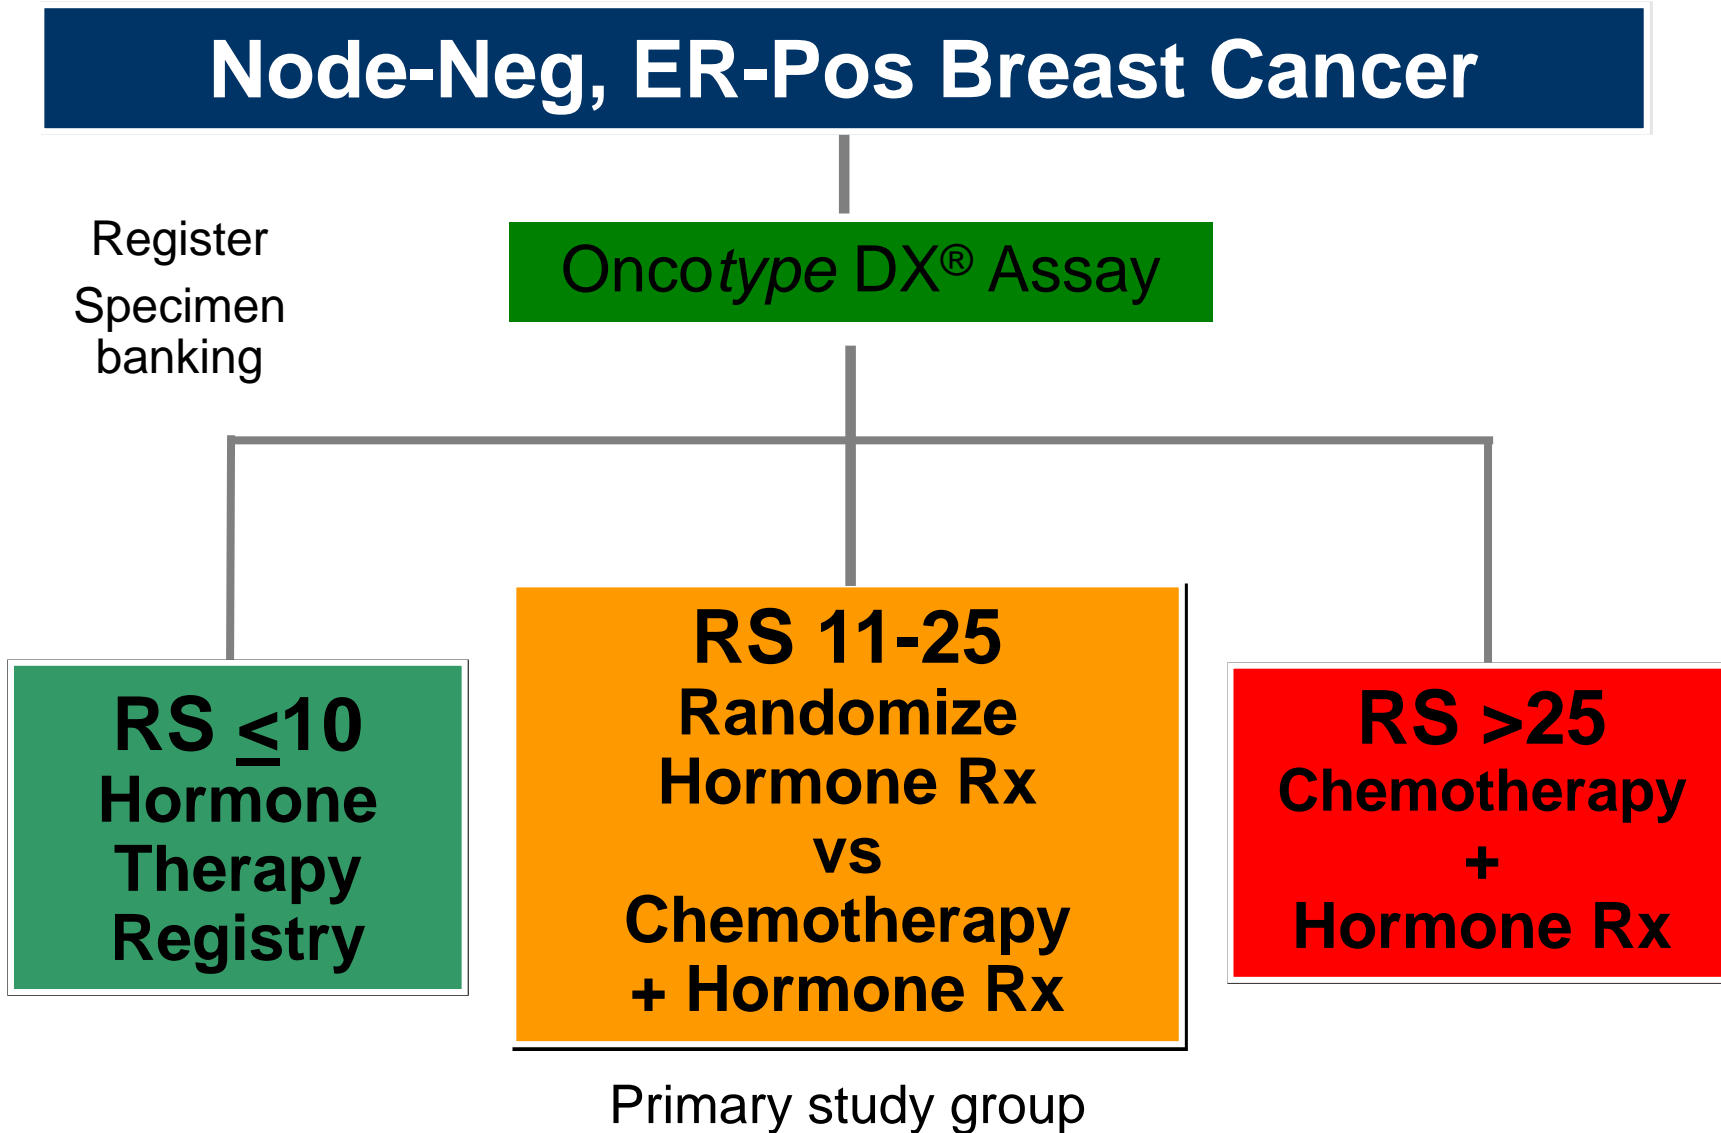 Node-Neg, ER-Pos Breast Cancer
Register
Specimen
banking
Oncotype DX® Assay
RS ≤10
Hormone
Therapy
Registry
RS 11-25
Randomize
Hormone Rx
vs
Chemotherapy
+ Hormone Rx
RS >25
Chemotherapy
+
Hormone Rx
Primary study group